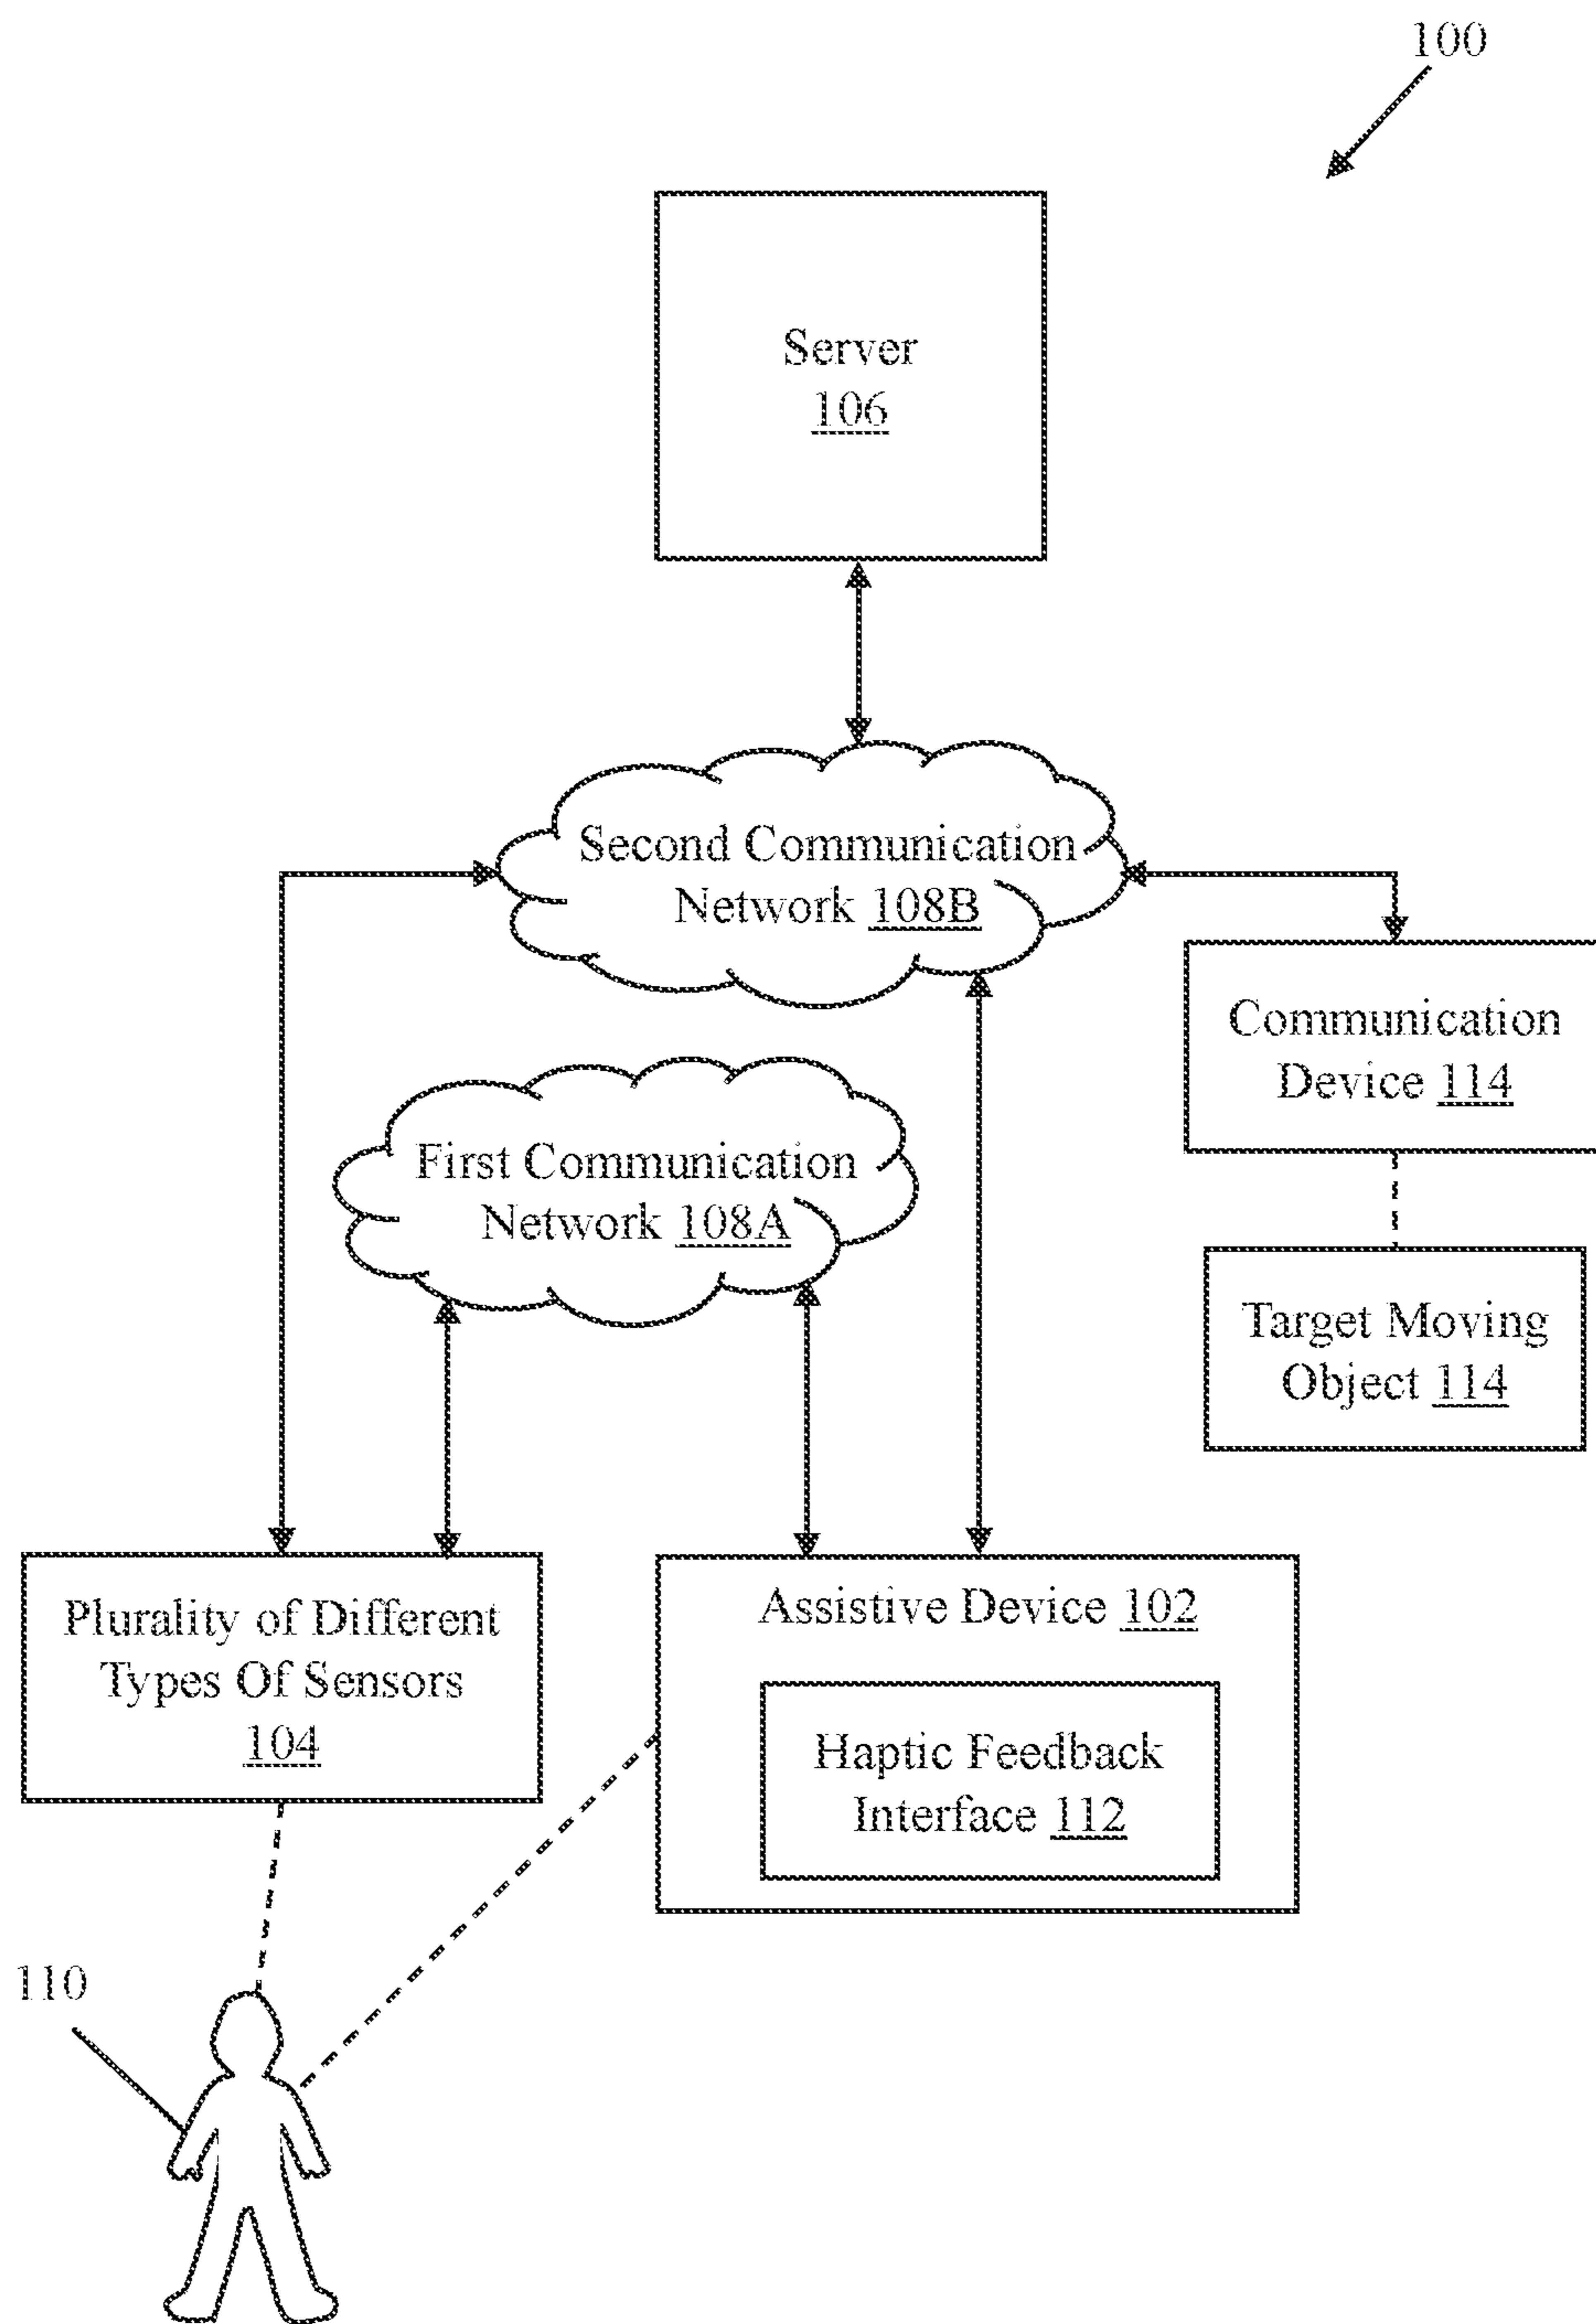 100
Server
106
Second Communication
Network 108B
Communication
Device 114
First Communication
Network 108A
Target Moving
Object 114
Plurality of Different
Types Of Sensors
104
Assistive Device 102
Haptic Feedback
Interface 112
110